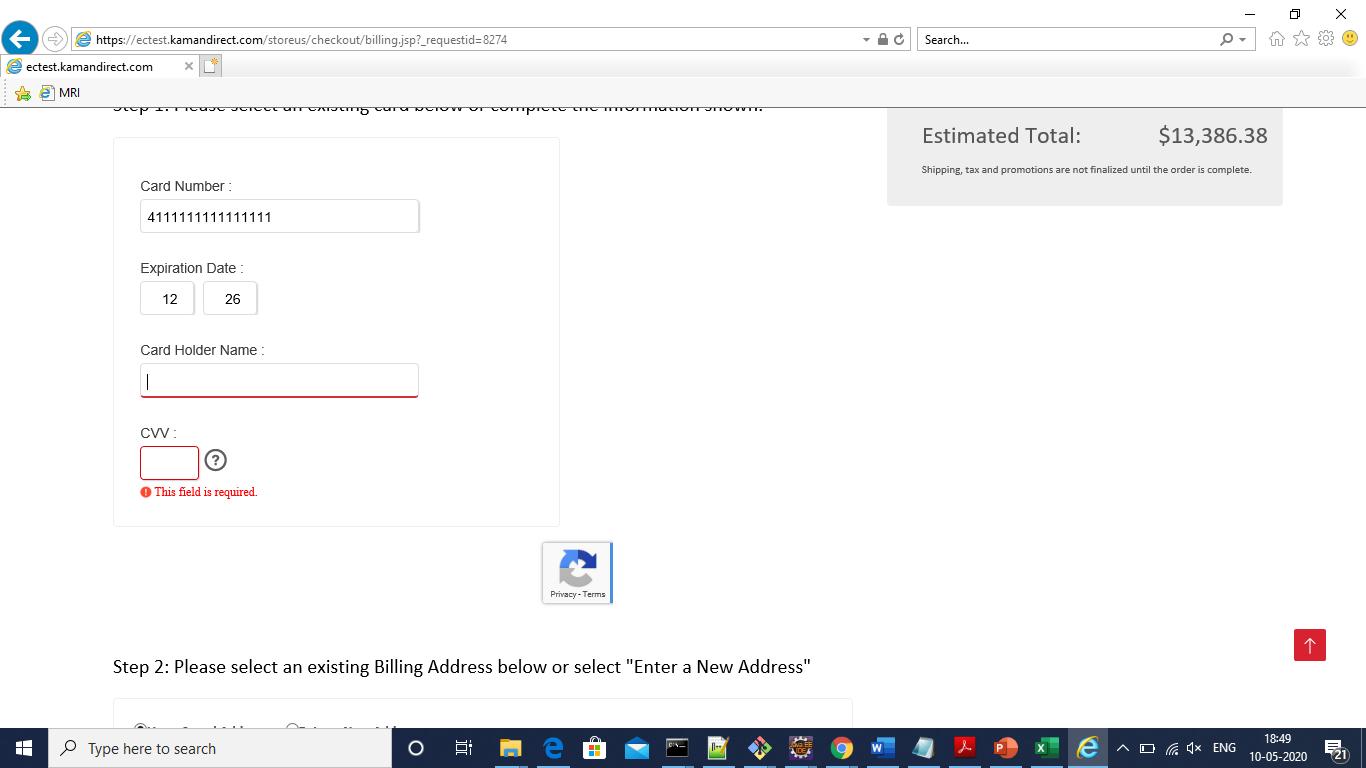 https://ectest.kamandirect.com/storeus/checkout/billing.jsp?_requestid=8274
Search...
ectest.kamandirect.com
MRI
Step 1: Please select an existing card below or complete the information shown.
Estimated Total: $13,386.38
Shipping, tax and promotions are not finalized until the order is complete.
Card Number :
4111111111111111
Expiration Date :
12 26
Card Holder Name :
CVV :
?
This field is required.
Privacy - Terms
Step 2: Please select an existing Billing Address below or select "Enter a New Address"
Type here to search
ENG
18:49
10-05-2020
21